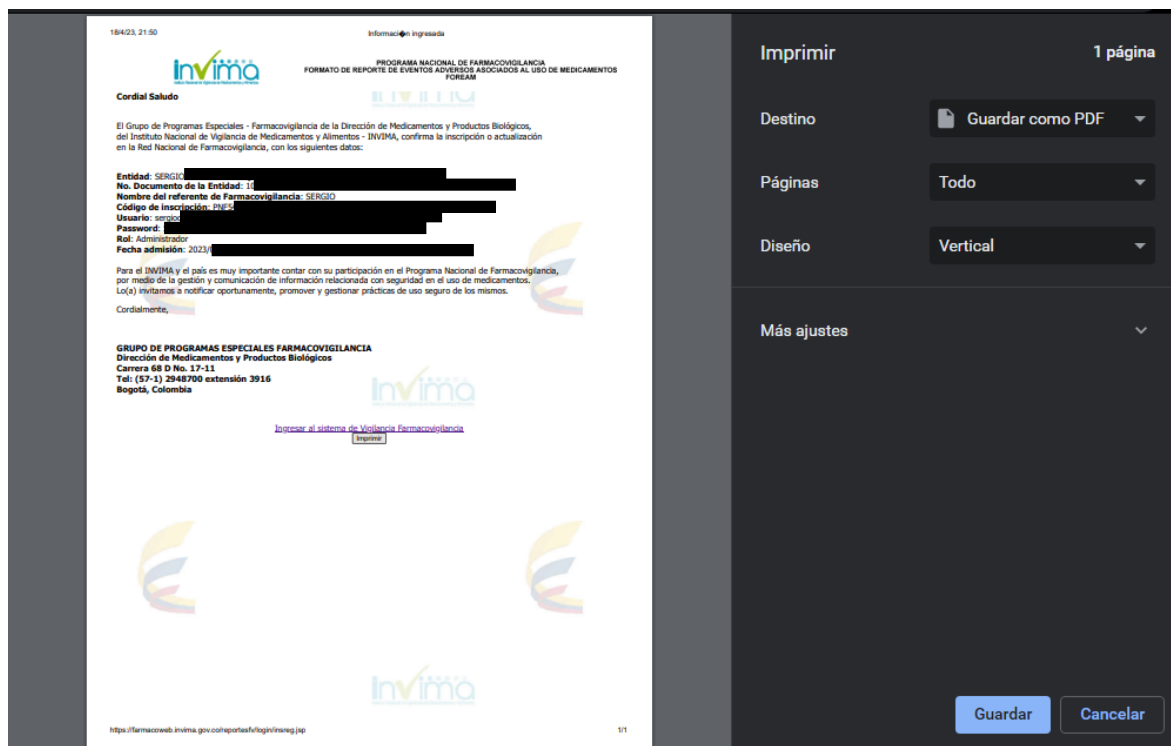 18/4/23, 21:50
Informaci�n ingresada
invima
PROGRAMA NACIONAL DE FARMACOVIGILANCIA
FORMATO DE REPORTE DE EVENTOS ADVERSOS ASOCIADOS AL USO DE MEDICAMENTOS
FOREAM
Cordial Saludo
El Grupo de Programas Especiales - Farmacovigilancia de la Dirección de Medicamentos y Productos Biológicos,
del Instituto Nacional de Vigilancia de Medicamentos y Alimentos - INVIMA, confirma la inscripción o actualización
en la Red Nacional de Farmacovigilancia, con los siguientes datos:
Entidad: SERGIO
No. Documento de la Entidad: 10
Nombre del referente de Farmacovigilancia: SERGIO
Código de inscripción: PNFS
Usuario: sergio
Password:
Rol: Administrador
Fecha admisión: 2023/
Para el INVIMA y el país es muy importante contar con su participación en el Programa Nacional de Farmacovigilancia,
por medio de la gestión y comunicación de información relacionada con seguridad en el uso de medicamentos.
Lo(a) invitamos a notificar oportunamente, promover y gestionar prácticas de uso seguro de los mismos.
Cordialmente,
GRUPO DE PROGRAMAS ESPECIALES FARMACOVIGILANCIA
Dirección de Medicamentos y Productos Biológicos
Carrera 68 D No. 17-11
Tel: (57-1) 2948700 extensión 3916
Bogotá, Colombia
invima
Ingresar al sistema de Vigilancia Farmacovigilancia
Imprimir
invima
https://farmacoweb.invima.gov.co/reportesfv/login/insreg.jsp
1/1
Imprimir
1 página
Destino
Guardar como PDF
Páginas
Todo
Diseño
Vertical
Más ajustes
Guardar
Cancelar